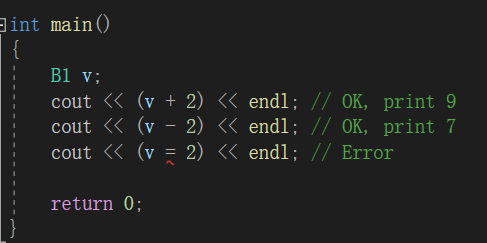 int main()
{
B1 v;
cout << (v + 2) << endl; // OK, print 9
cout << (v - 2) << endl; // OK, print 7
cout << (v = 2) << endl; // Error
return 0;
}